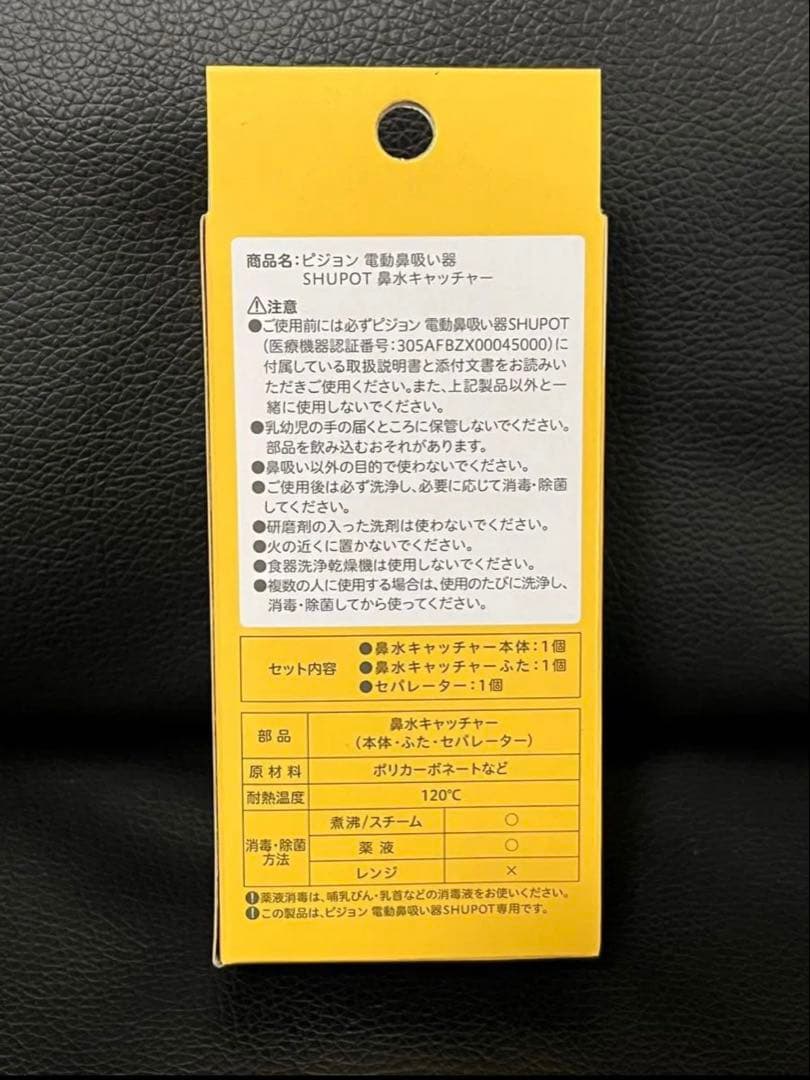 商品名：ピジョン 電動鼻吸い器
SHUPOT 鼻水キャッチャー
⚠注意
●ご使用前には必ずピジョン 電動鼻吸い器SHUPOT
（医療機器認証番号：305AFBZX00045000）に
付属している取扱説明書と添付文書をお読みい
ただきご使用ください。また、上記製品以外と一
緒に使用しないでください。
●乳幼児の手の届くところに保管しないでください。
部品を飲み込むおそれがあります。
●鼻吸い以外の目的で使わないでください。
●ご使用後は必ず洗浄し、必要に応じて消毒・除菌
してください。
●研磨剤の入った洗剤は使わないでください。
●火の近くに置かないでください。
●食器洗浄乾燥機は使用しないでください。
●複数の人に使用する場合は、使用のたびに洗浄し、
消毒・除菌してから使ってください。
セット内容
●鼻水キャッチャー本体：1個
●鼻水キャッチャーふた：1個
●セパレーター：1個
部品 鼻水キャッチャー
（本体・ふた・セパレーター）
原材料 ポリカーボネートなど
耐熱温度 120℃
消毒・除菌
方法
煮沸/スチーム ○
薬液 ○
レンジ ×
!薬液消毒は、哺乳びん・乳首などの消毒液をお使いください。
!この製品は、ピジョン 電動鼻吸い器SHUPOT専用です。